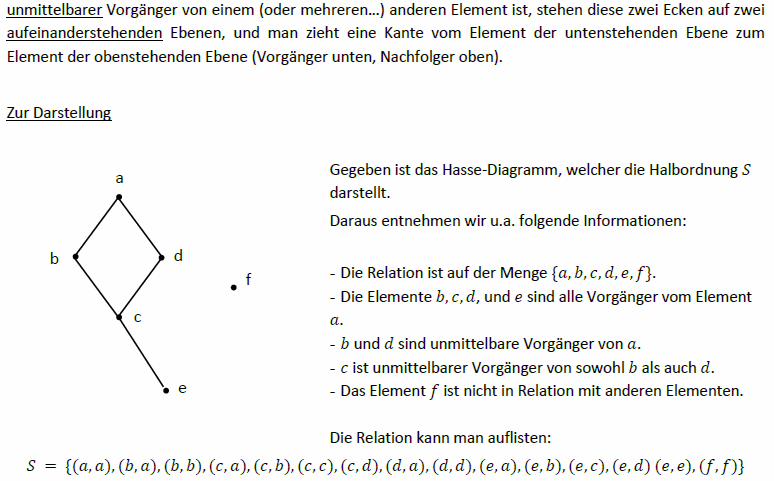 unmittelbarer Vorgänger von einem (oder mehreren…) anderen Element ist, stehen diese zwei Ecken auf zwei
aufeinanderstehenden Ebenen, und man zieht eine Kante vom Element der untenstehenden Ebene zum
Element der obenstehenden Ebene (Vorgänger unten, Nachfolger oben).
Zur Darstellung
a
b
d
f
c
e
Gegeben ist das Hasse-Diagramm, welcher die Halbordnung S
darstellt.
Daraus entnehmen wir u.a. folgende Informationen:
- Die Relation ist auf der Menge {a, b, c, d, e, f}.
- Die Elemente b, c, d, und e sind alle Vorgänger vom Element
a.
- b und d sind unmittelbare Vorgänger von a.
- c ist unmittelbarer Vorgänger von sowohl b als auch d.
- Das Element f ist nicht in Relation mit anderen Elementen.
Die Relation kann man auflisten:
S = {(a, a), (b, a), (b, b), (c, a), (c, b), (c, c), (c, d), (d, a), (d, d), (e, a), (e, b), (e, c), (e, d) (e, e), (f, f)}